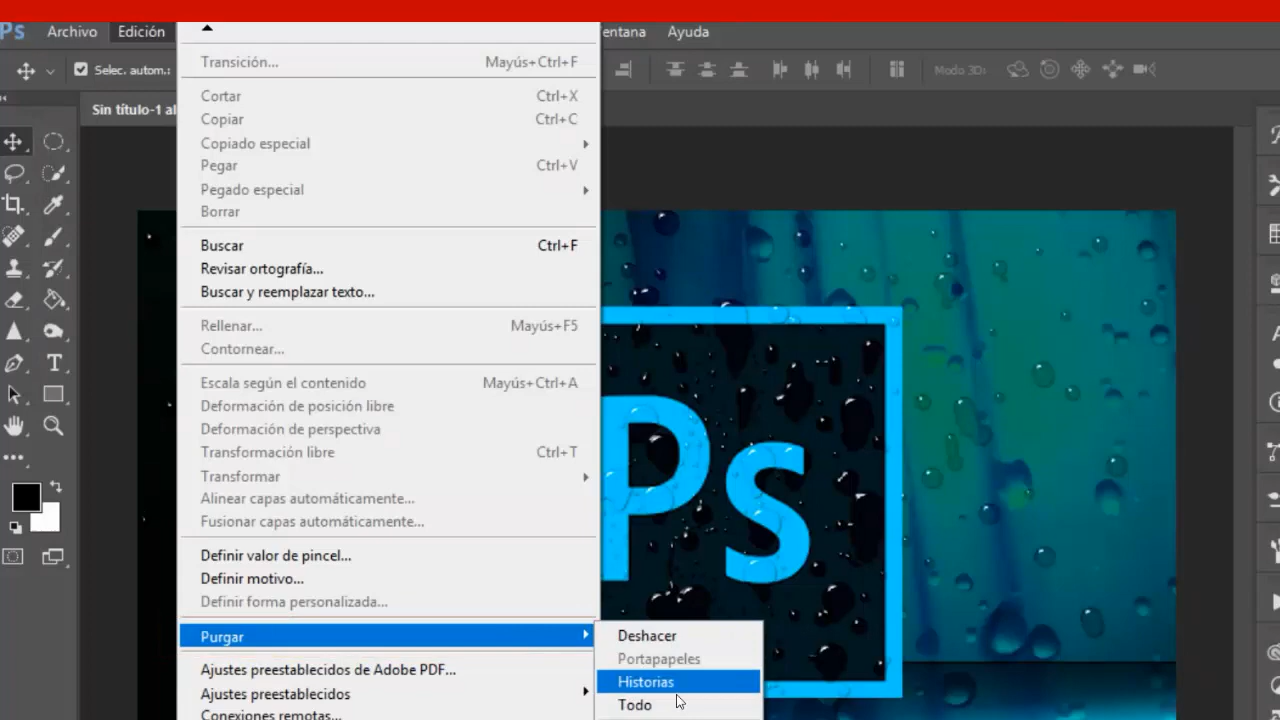 Ps Archivo Edición entana Ayuda
Selec. autom.: Modo 3D:
Sin título-1 al
Transición... Mayús+Ctrl+F
Cortar Ctrl+X
Copiar Ctrl+C
Copiado especial
Pegar Ctrl+V
Pegado especial
Borrar
Buscar Ctrl+F
Revisar ortografía...
Buscar y reemplazar texto...
Rellenar... Mayús+F5
Contornear...
Escala según el contenido Mayús+Ctrl+A
Deformación de posición libre
Deformación de perspectiva
Transformación libre Ctrl+T
Transformar
Alinear capas automáticamente...
Fusionar capas automáticamente...
Definir valor de pincel...
Definir motivo...
Definir forma personalizada...
Purgar
Ajustes preestablecidos de Adobe PDF...
Ajustes preestablecidos
Conexiones remotas...
Deshacer
Portapapeles
Historias
Todo
Ps